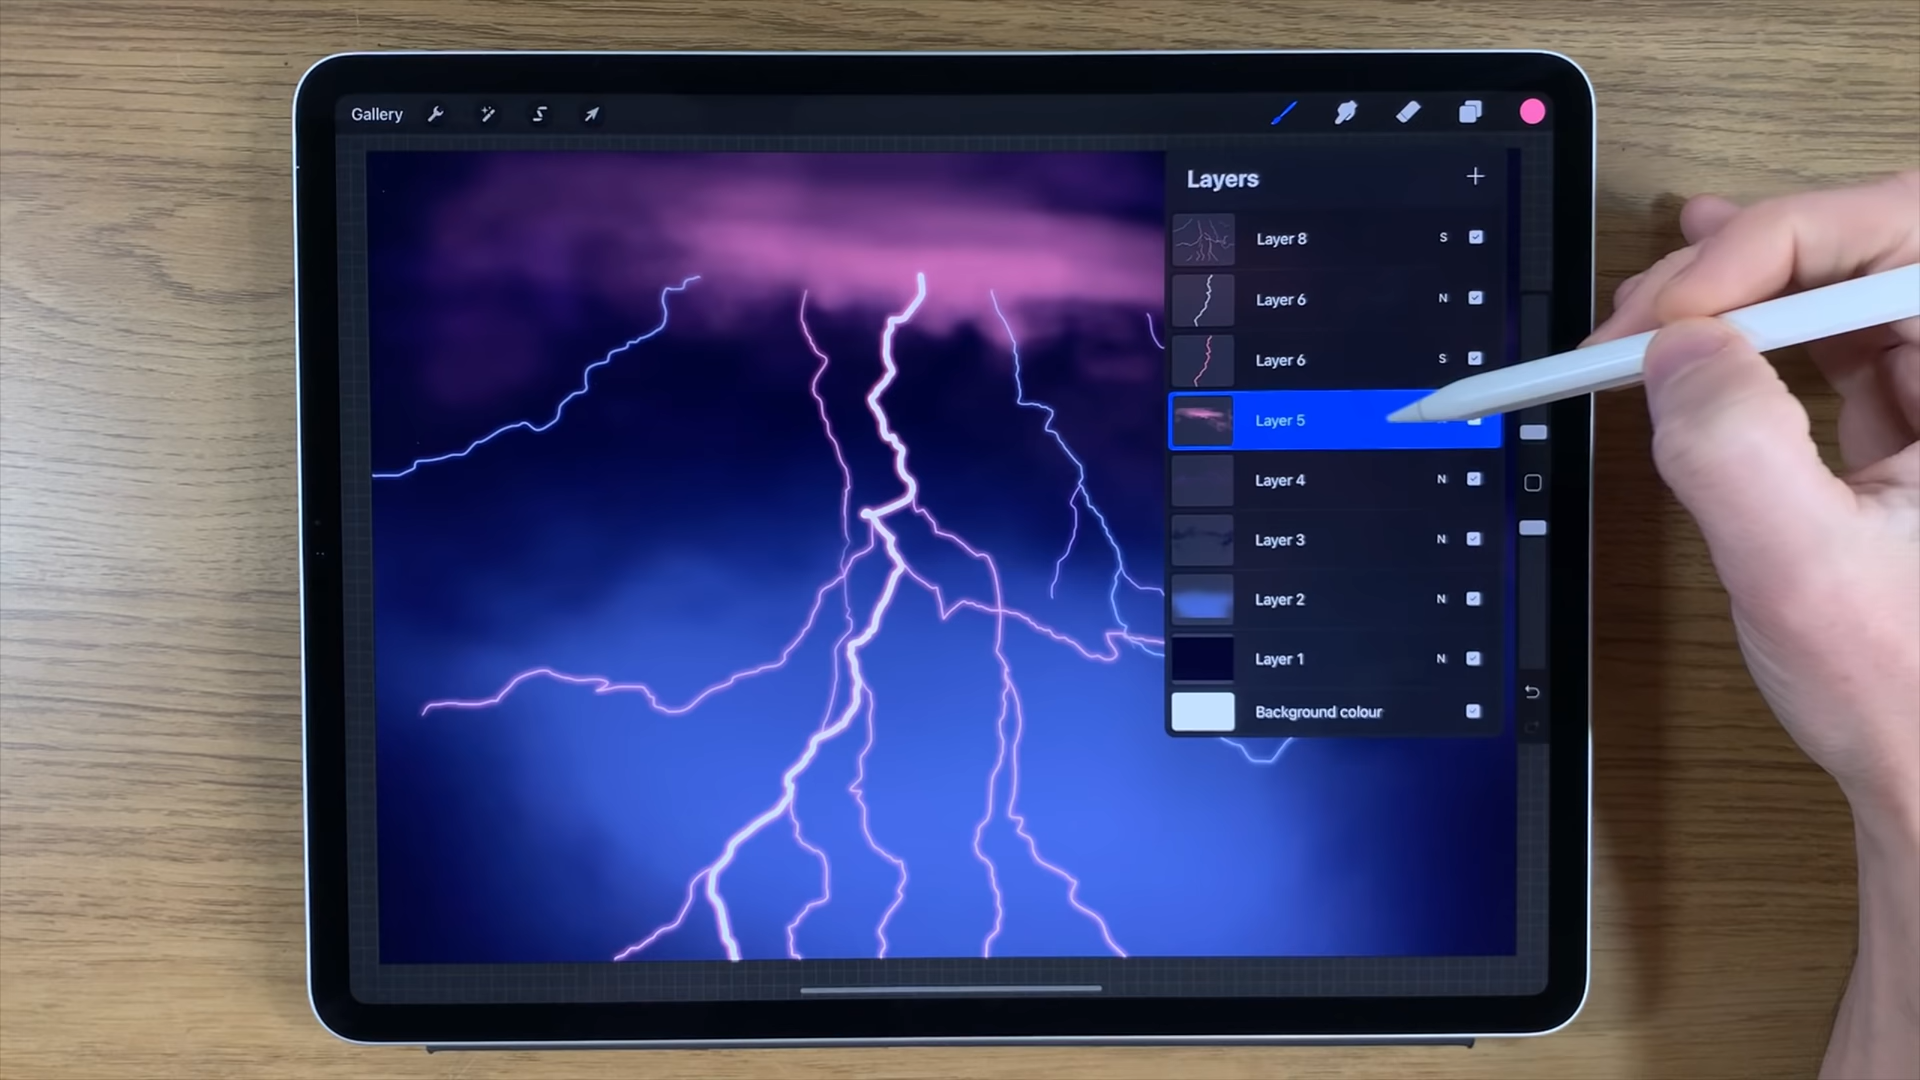 Gallery
Layers
Layer 8 S
Layer 6 N
Layer 6 S
Layer 5
Layer 4 N
Layer 3 N
Layer 2 N
Layer 1 N
Background colour